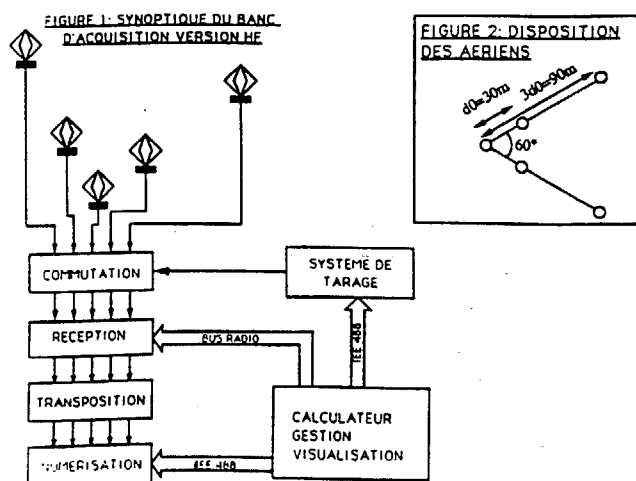 FIGURE 1: SYNOPTIQUE DU BANC
D'ACQUISITION VERSION HF
FIGURE 2: DISPOSITION
DES AERIENS
d0=30m
3d0=90m
60°
COMMUTATION
SYSTEME DE
TARAGE
RECEPTION
BUS RADIO
IEE 488
TRANSPOSITION
CALCULATEUR
GESTION
VISUALISATION
NUMERISATION
IEE 488